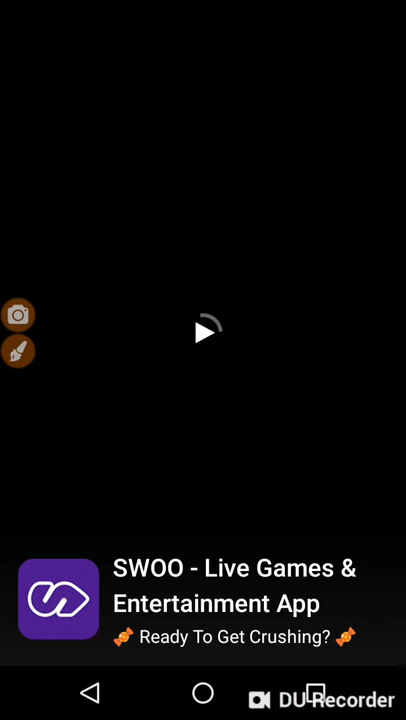 SWOO - Live Games &
Entertainment App
🍬 Ready To Get Crushing? 🍬
DU Recorder